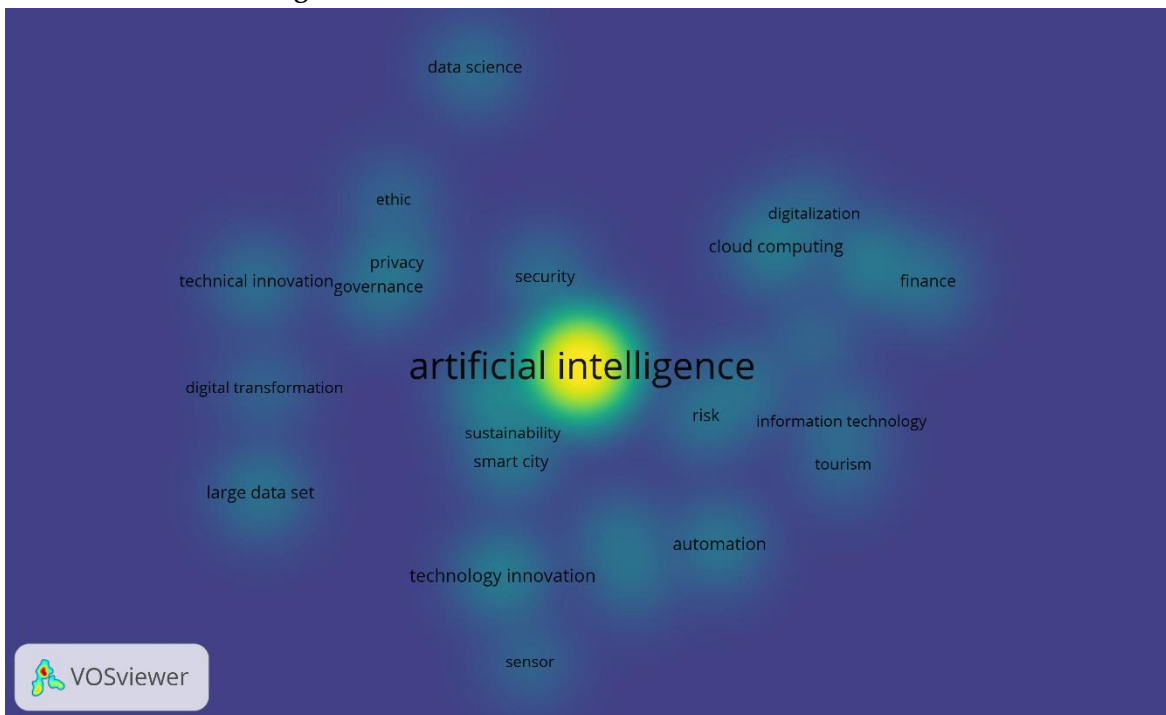 data science
ethic
digitalization
privacy
cloud computing
security
technical innovation
governance
finance
artificial intelligence
digital transformation
risk
information technology
sustainability
smart city
tourism
large data set
automation
technology innovation
sensor
VOSviewer